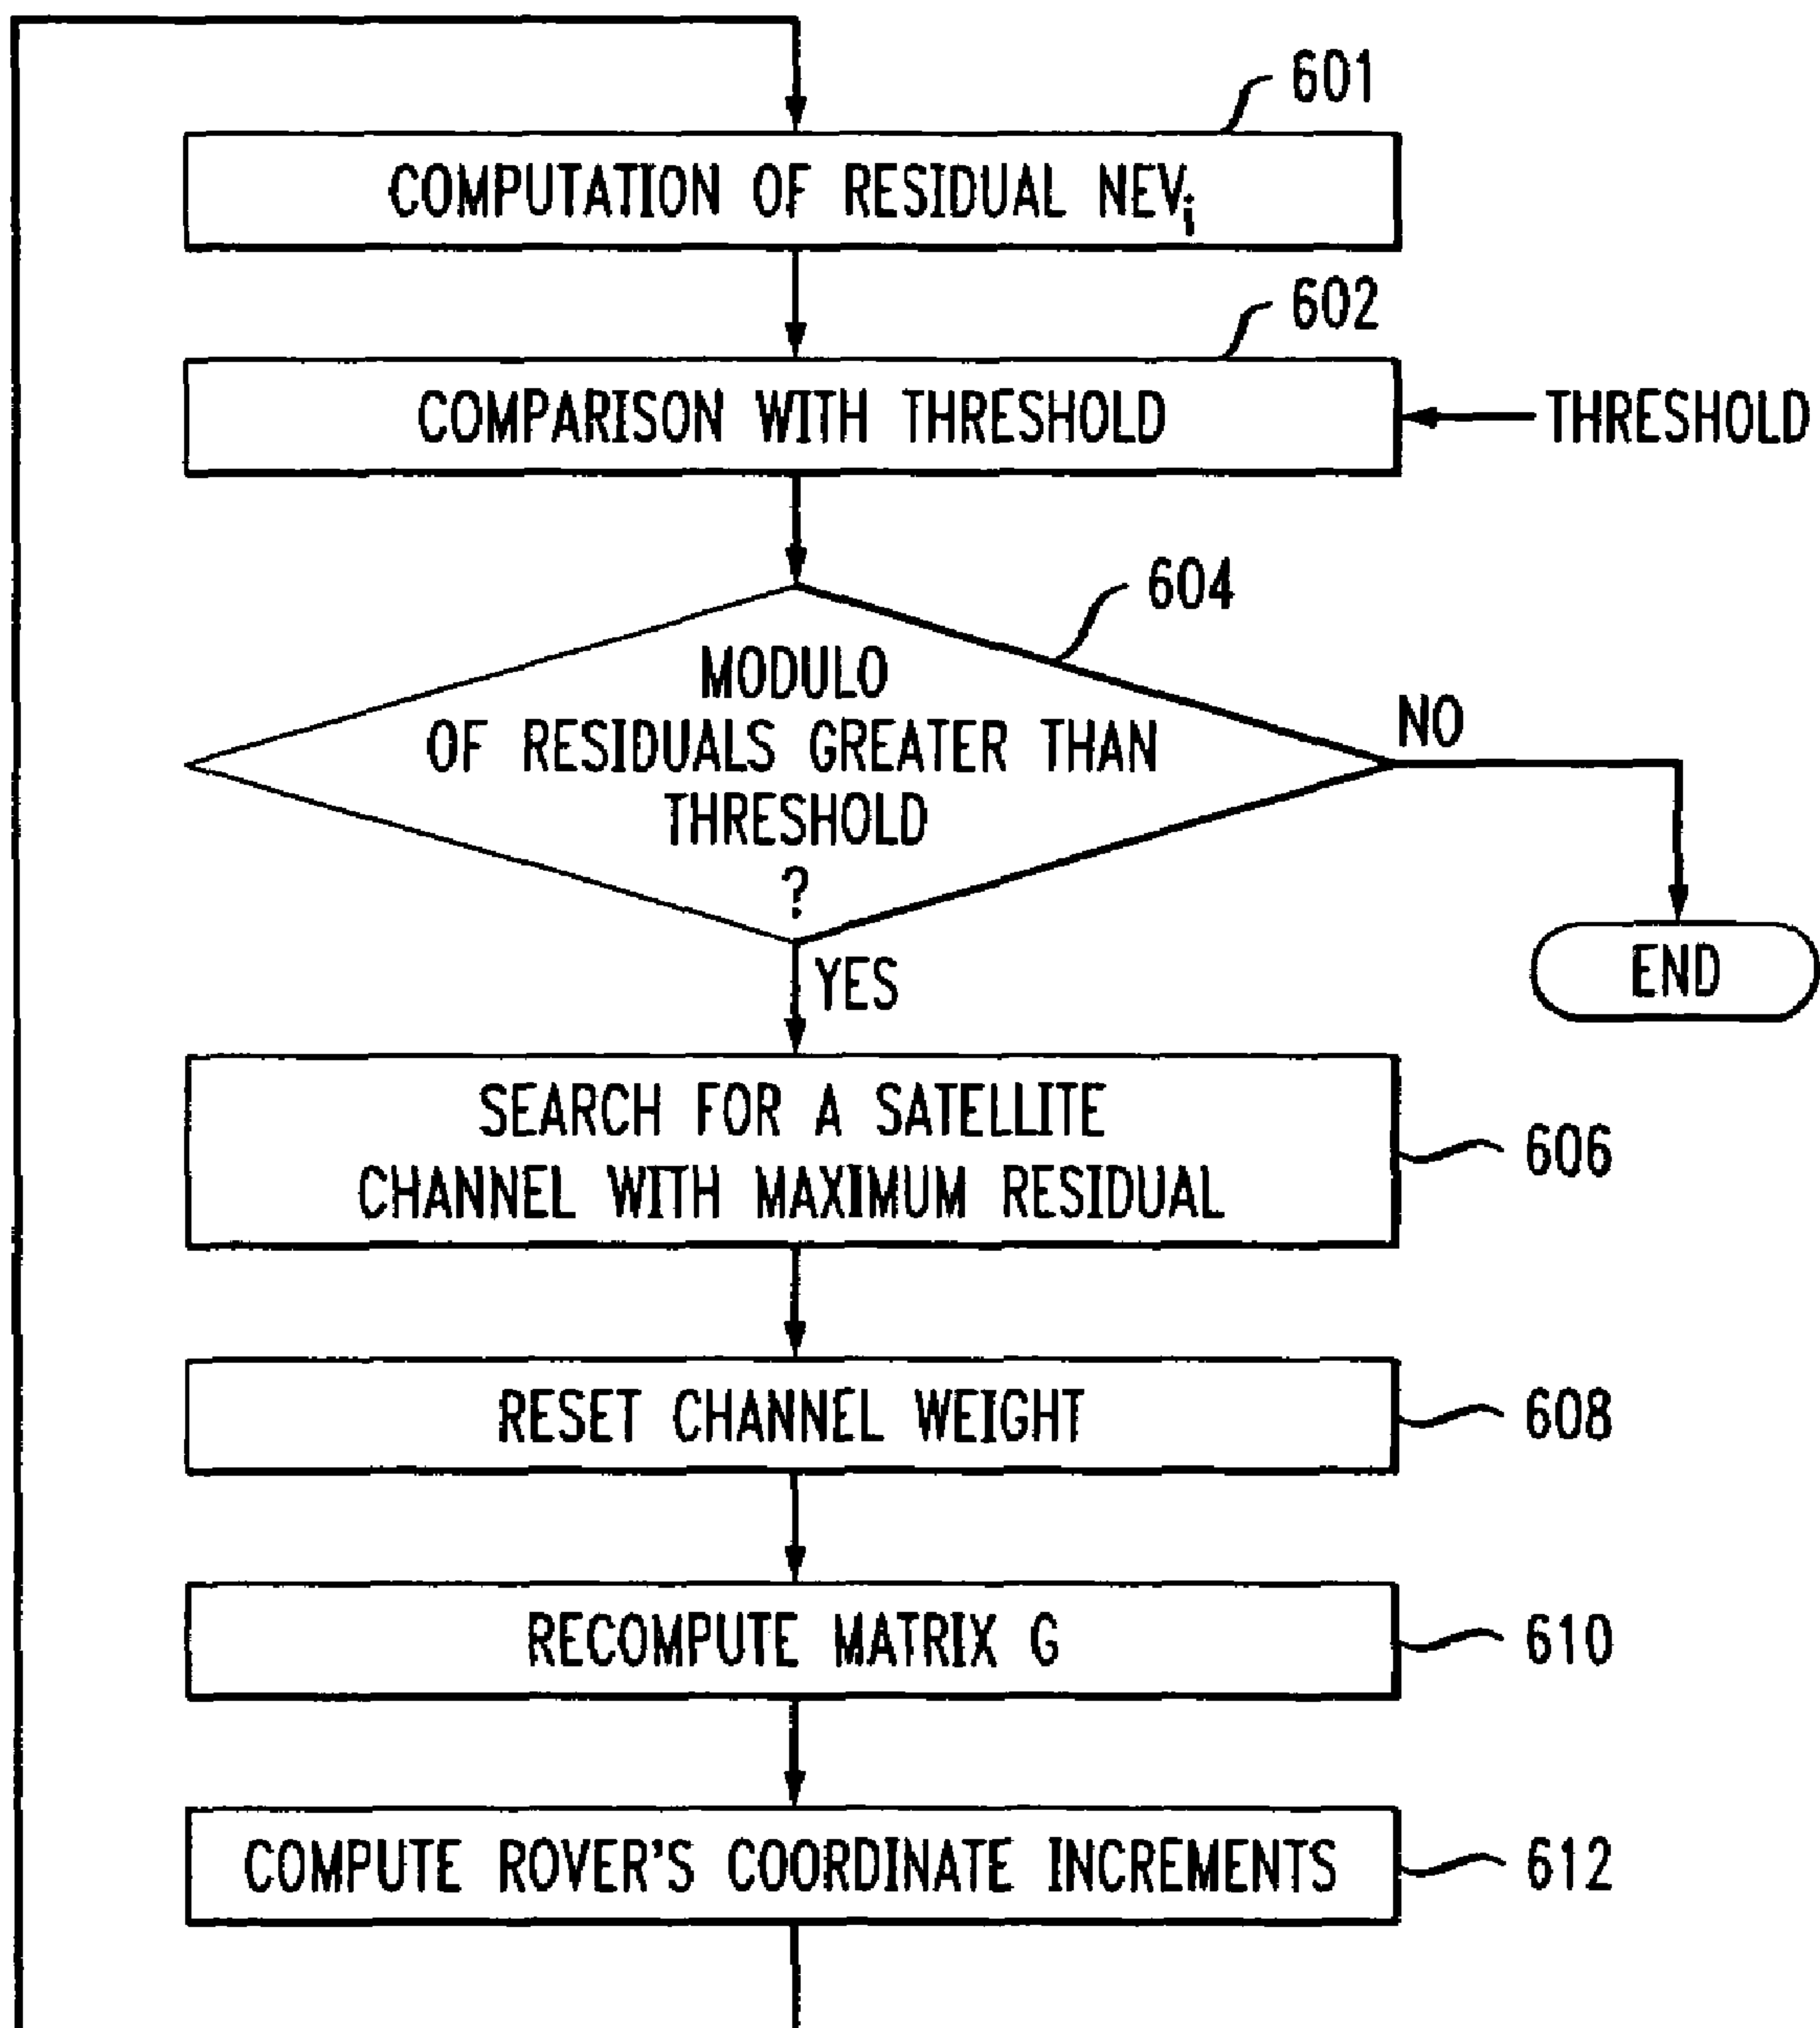 601
COMPUTATION OF RESIDUAL NEVi
602
COMPARISON WITH THRESHOLD
THRESHOLD
604
MODULO
OF RESIDUALS GREATER THAN
THRESHOLD
?
NO
YES
END
SEARCH FOR A SATELLITE
CHANNEL WITH MAXIMUM RESIDUAL
606
RESET CHANNEL WEIGHT
608
RECOMPUTE MATRIX G
610
COMPUTE ROVER'S COORDINATE INCREMENTS
612